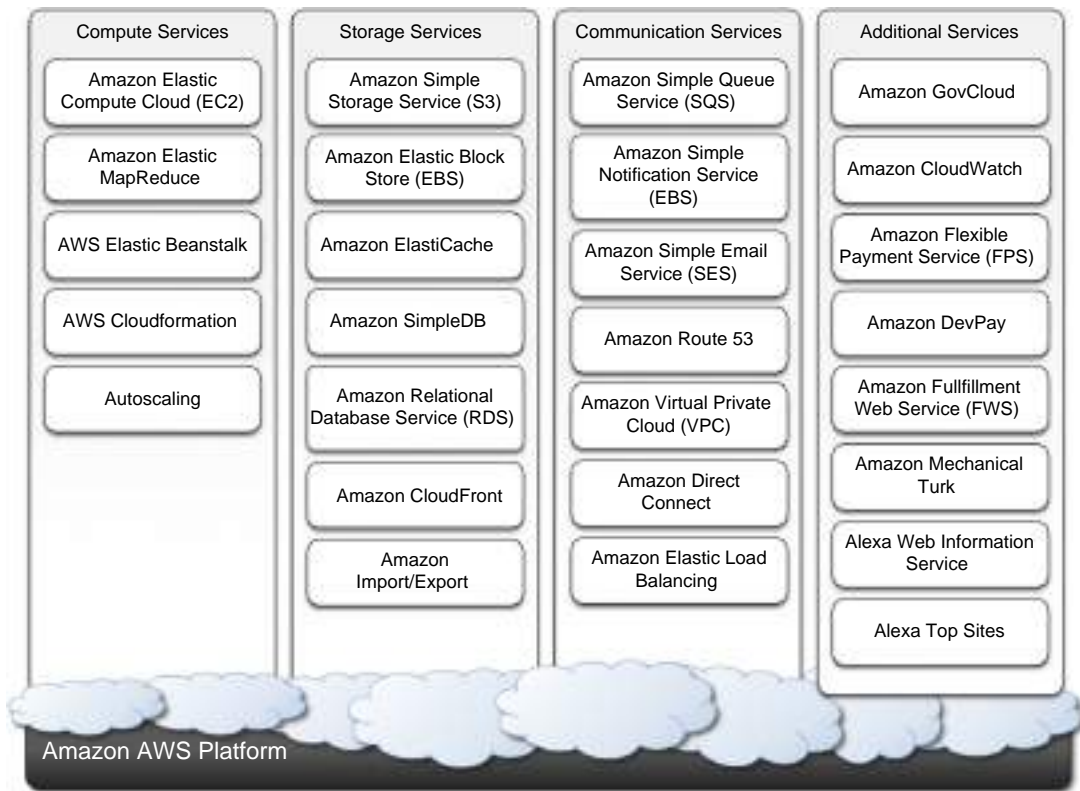 Compute Services
Amazon Elastic
Compute Cloud (EC2)
Amazon Elastic
MapReduce
AWS Elastic Beanstalk
AWS Cloudformation
Autoscaling
Storage Services
Amazon Simple
Storage Service (S3)
Amazon Elastic Block
Store (EBS)
Amazon ElastiCache
Amazon SimpleDB
Amazon Relational
Database Service (RDS)
Amazon CloudFront
Amazon
Import/Export
Communication Services
Amazon Simple Queue
Service (SQS)
Amazon Simple
Notification Service
(EBS)
Amazon Simple Email
Service (SES)
Amazon Route 53
Amazon Virtual Private
Cloud (VPC)
Amazon Direct
Connect
Amazon Elastic Load
Balancing
Additional Services
Amazon GovCloud
Amazon CloudWatch
Amazon Flexible
Payment Service (FPS)
Amazon DevPay
Amazon Fullfillment
Web Service (FWS)
Amazon Mechanical
Turk
Alexa Web Information
Service
Alexa Top Sites
Amazon AWS Platform